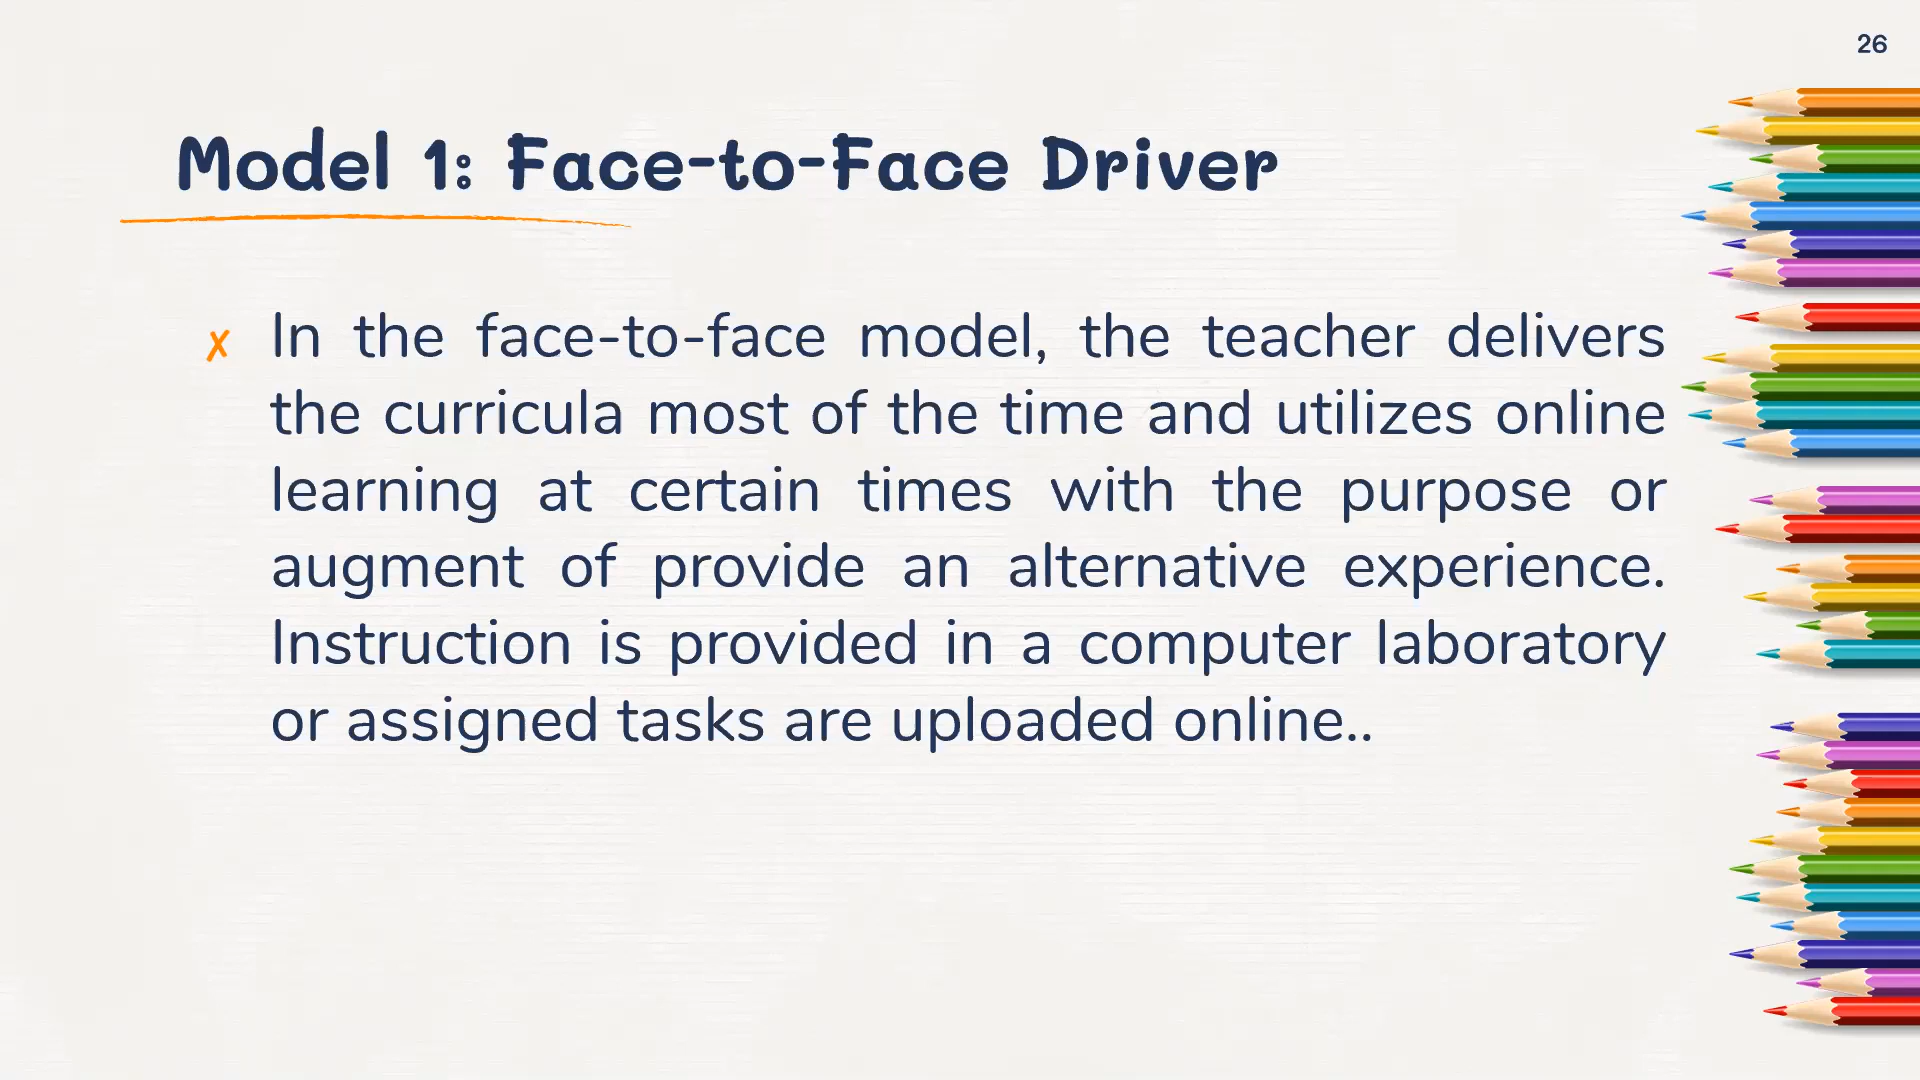 26
Model 1: Face-to-Face Driver
✗ In the face-to-face model, the teacher delivers
the curricula most of the time and utilizes online
learning at certain times with the purpose or
augment of provide an alternative experience.
Instruction is provided in a computer laboratory
or assigned tasks are uploaded online..